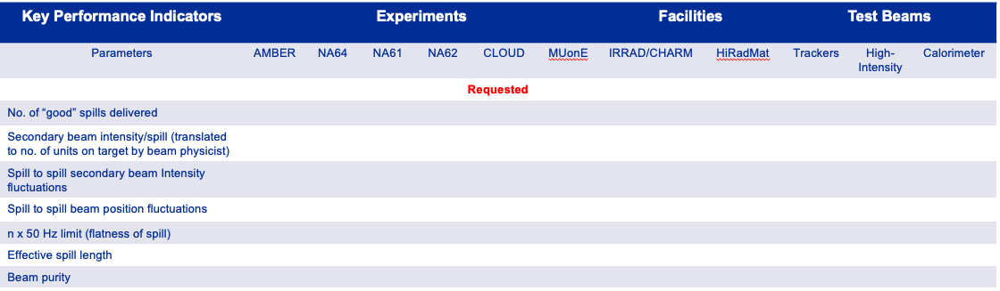 Key Performance Indicators Experiments Facilities Test Beams
Parameters AMBER NA64 NA61 NA62 CLOUD MUonE IRRAD/CHARM HiRadMat Trackers High- Calorimeter
Intensity
Requested
No. of “good” spills delivered
Secondary beam intensity/spill (translated
to no. of units on target by beam physicist)
Spill to spill secondary beam Intensity
fluctuations
Spill to spill beam position fluctuations
n x 50 Hz limit (flatness of spill)
Effective spill length
Beam purity